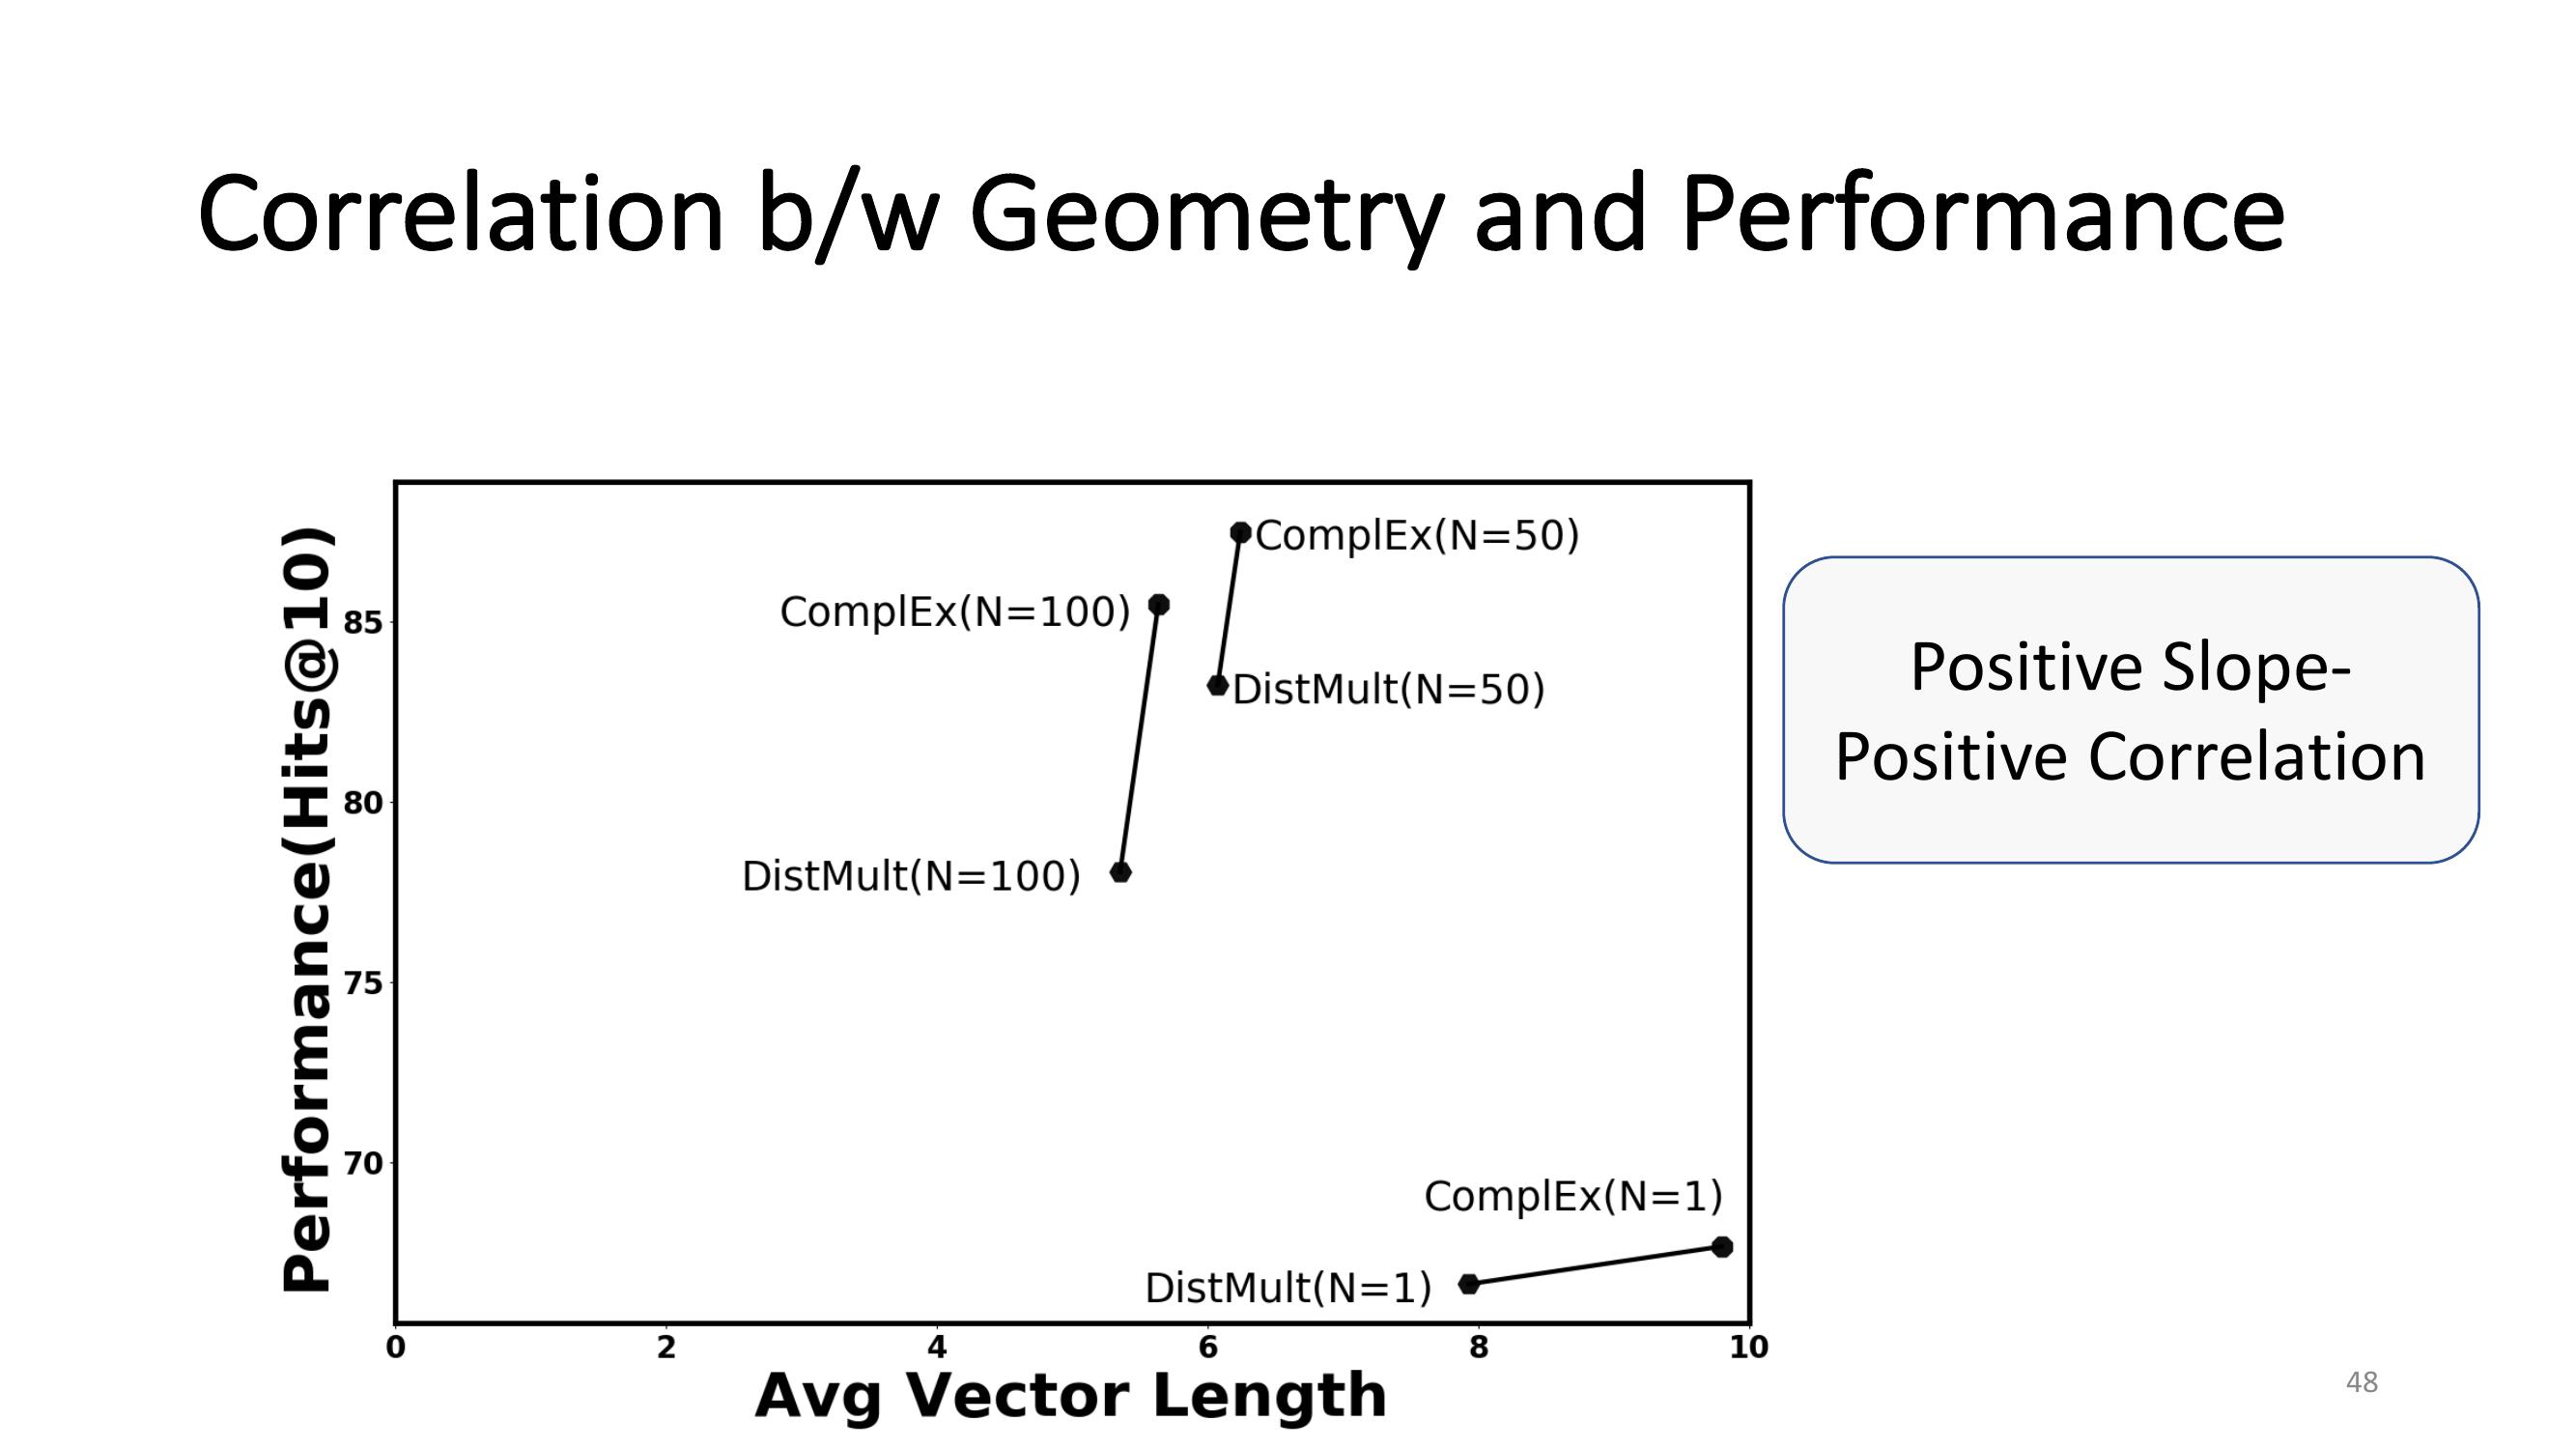 Correlation b/w Geometry and Performance
Performance(Hits@10)
85
80
75
70
ComplEx(N=50)
ComplEx(N=100)
DistMult(N=50)
DistMult(N=100)
ComplEx(N=1)
DistMult(N=1)
0 2 4 6 8 10
Avg Vector Length
Positive Slope-
Positive Correlation
48